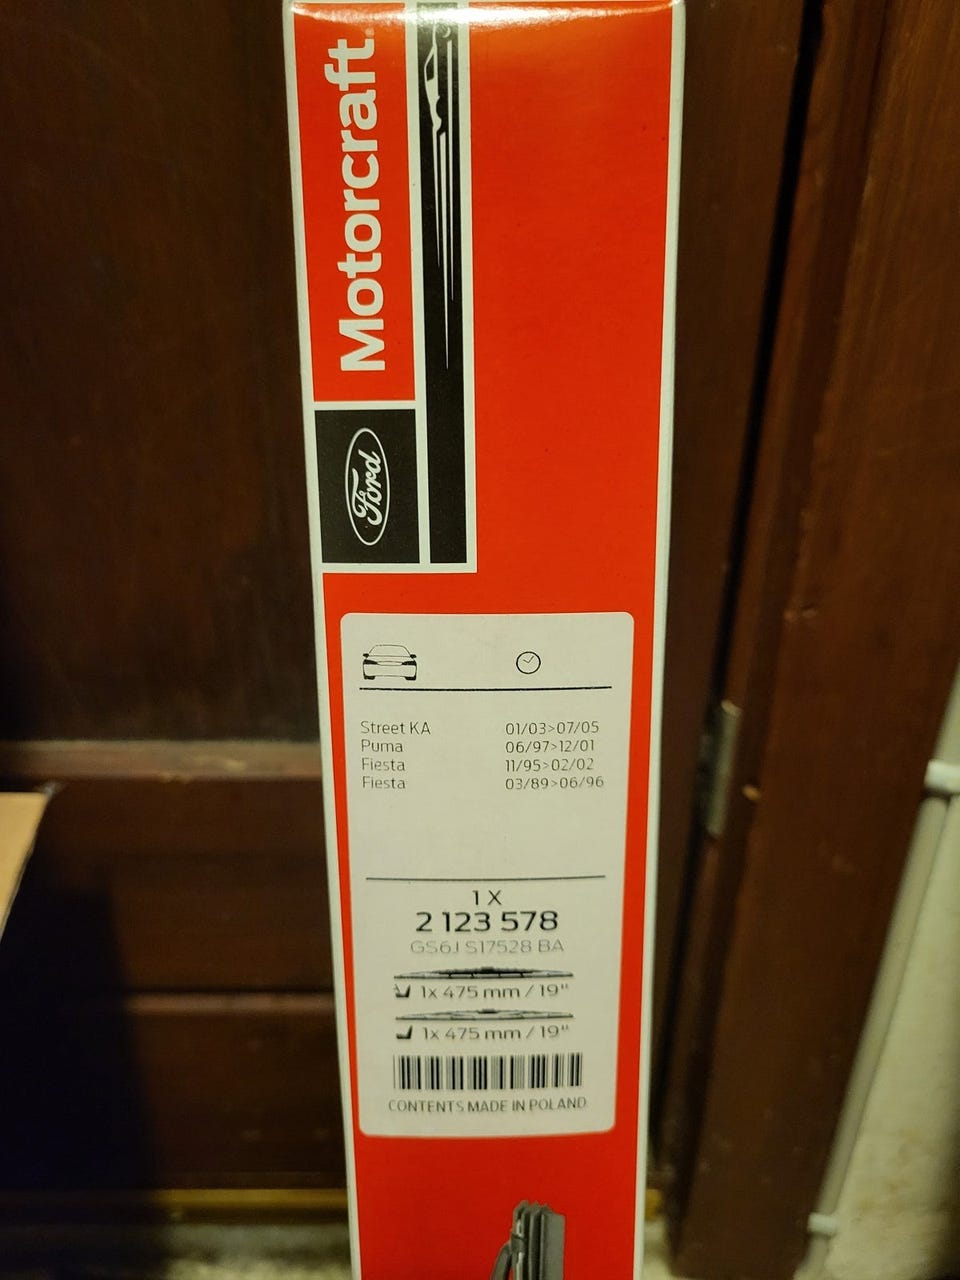 Motorcraft
Ford
Street KA 01/03>07/05
Puma 06/97>12/01
Fiesta 11/95>02/02
Fiesta 03/89>06/96
1 X
2 123 578
GS6J S17528 BA
1x 475 mm / 19"
1x 475 mm / 19"
CONTENTS MADE IN POLAND